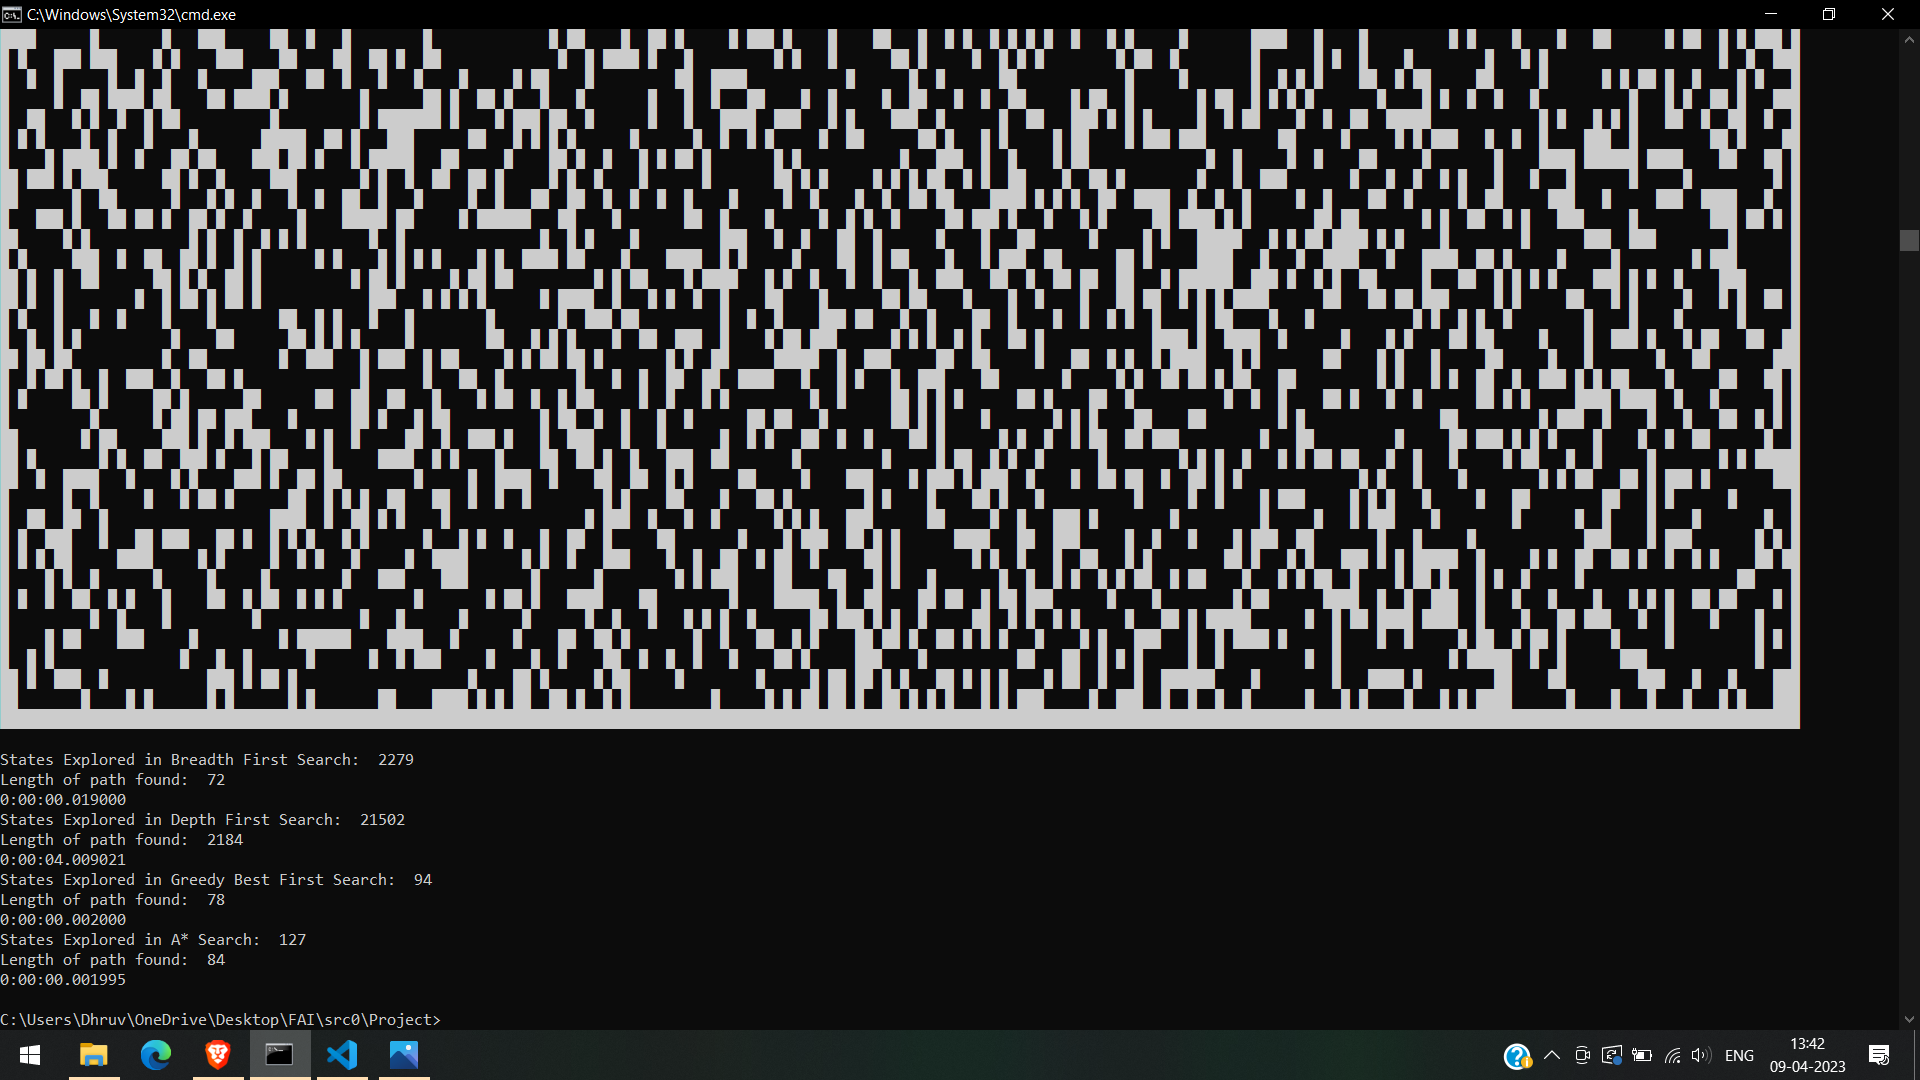 C:\Windows\System32\cmd.exe
States Explored in Breadth First Search:  2279
Length of path found:  72
0:00:00.019000
States Explored in Depth First Search:  21502
Length of path found:  2184
0:00:04.009021
States Explored in Greedy Best First Search:  94
Length of path found:  78
0:00:00.002000
States Explored in A* Search:  127
Length of path found:  84
0:00:00.001995
C:\Users\Dhruv\OneDrive\Desktop\FAI\src0\Project>
ENG
13:42
09-04-2023